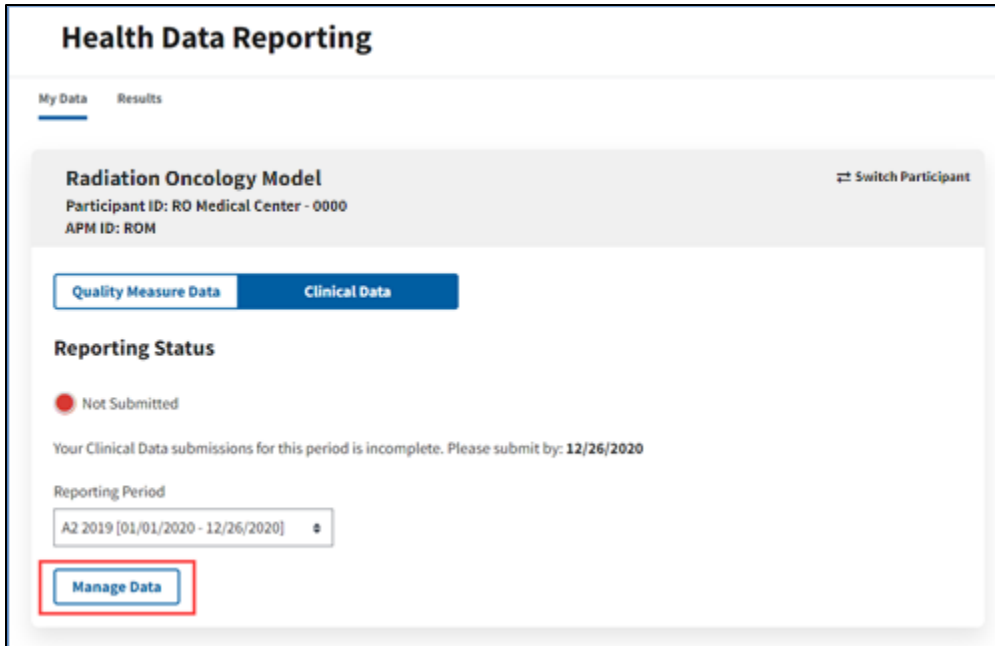 Health Data Reporting
My Data Results
Radiation Oncology Model
Switch Participant
Participant ID: RO Medical Center - 0000
APM ID: ROM
Quality Measure Data Clinical Data
Reporting Status
Not Submitted
Your Clinical Data submissions for this period is incomplete. Please submit by: 12/26/2020
Reporting Period
A2 2019 [01/01/2020 - 12/26/2020]
Manage Data